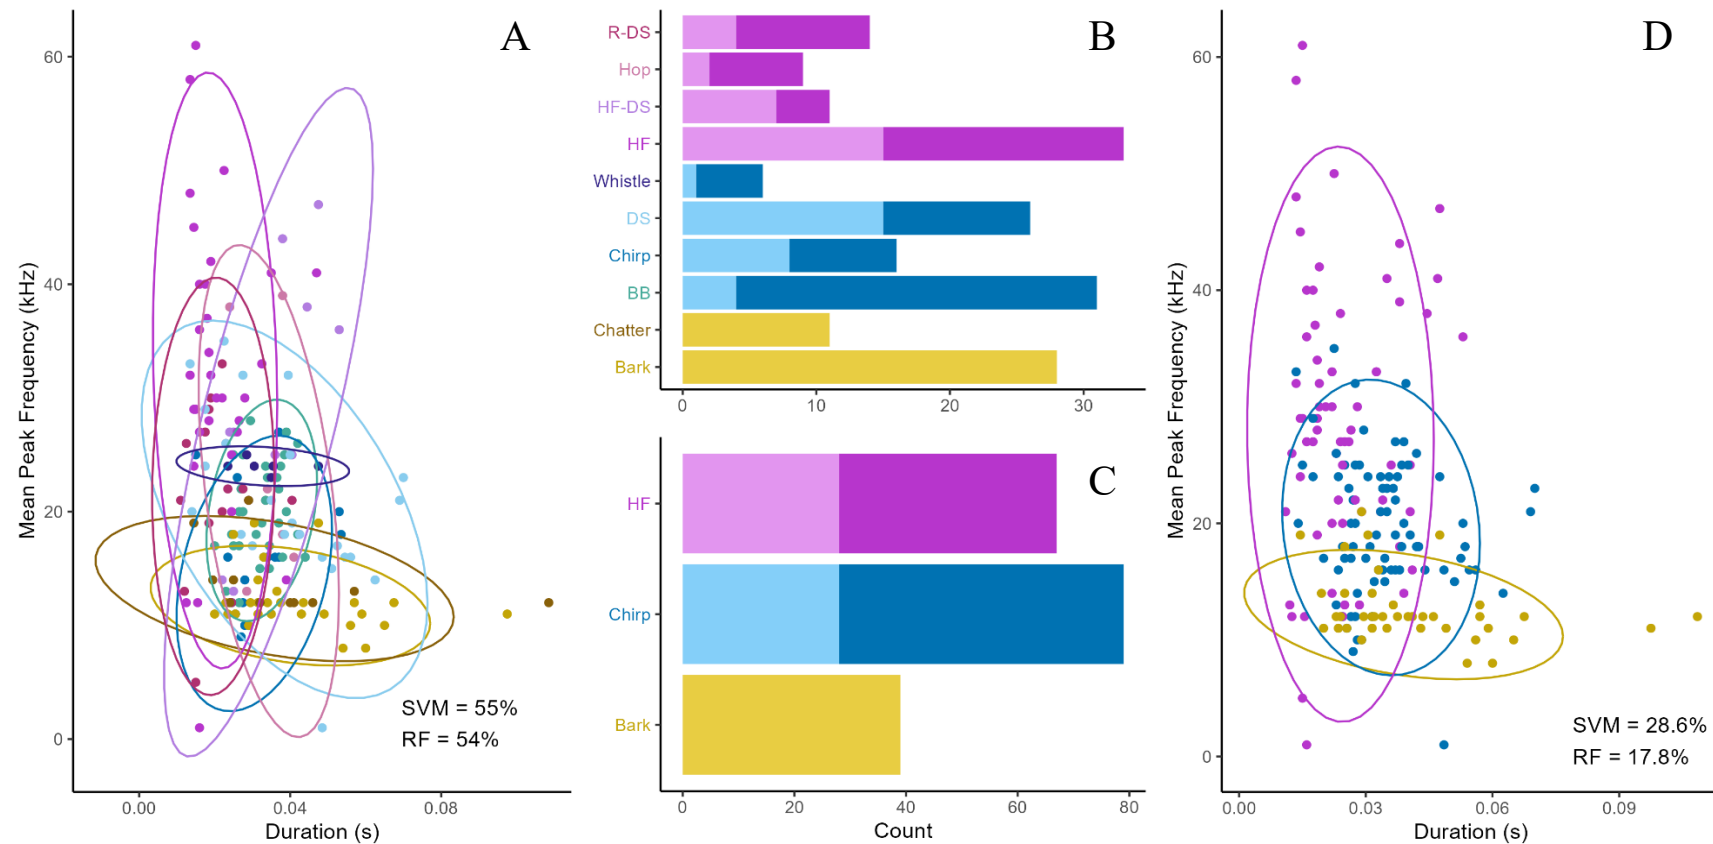 A
60
40
20
0
Mean Peak Frequency (kHz)
SVM = 55%
RF = 54%
0.00
0.04
0.08
Duration (s)
B
R-DS
Hop
HF-DS
HF
Whistle
DS
Chirp
BB
Chatter
Bark
0
10
20
30
C
HF
Chirp
Bark
0
20
40
60
80
Count
D
60
40
20
0
Mean Peak Frequency (kHz)
SVM = 28.6%
RF = 17.8%
0.00
0.03
0.06
0.09
Duration (s)